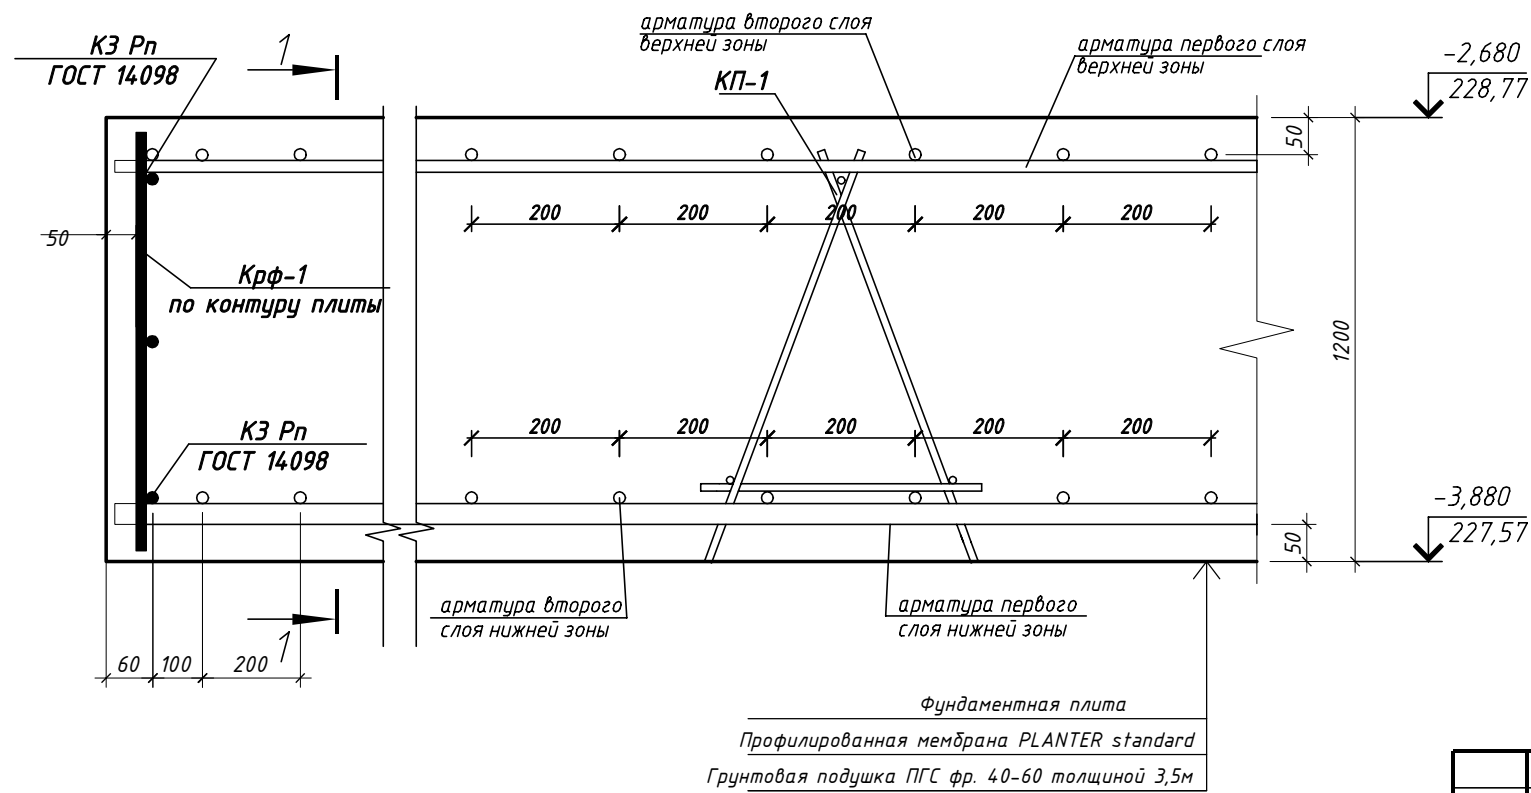 арматура второго слоя
верхней зоны
КЗ Рп
ГОСТ 14098
1
арматура первого слоя
верхней зоны
КП-1
-2,680
228,77
50
200
200
200
200
200
50
Крф-1
по контуру плиты
1200
200
200
200
200
200
КЗ Рп
ГОСТ 14098
-3,880
227,57
50
арматура второго
слоя нижней зоны
арматура первого
слоя нижней зоны
1
60
100
200
Фундаментная плита
Профилированная мембрана PLANTER standard
Грунтовая подушка ПГС фр. 40-60 толщиной 3,5м